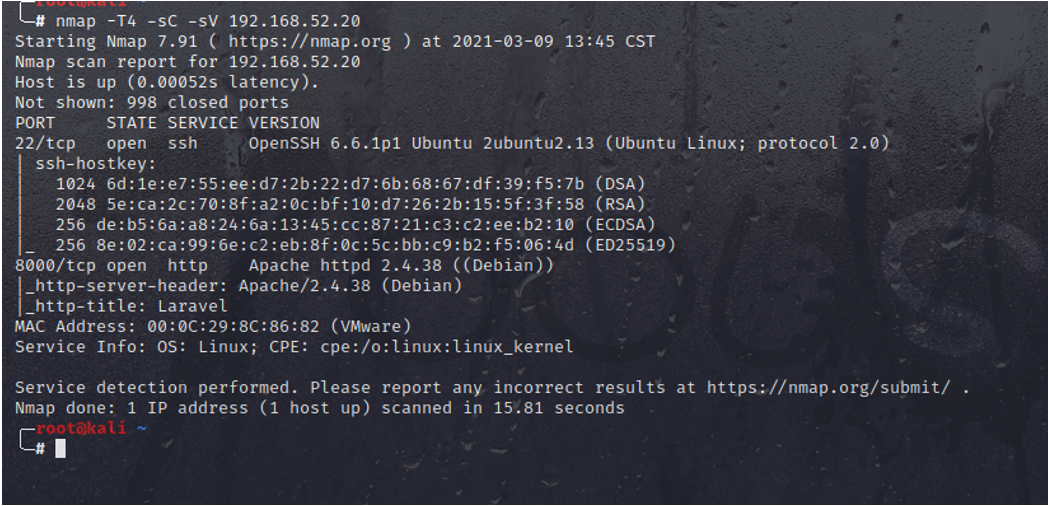 root@kali ~
# nmap -T4 -sC -sV 192.168.52.20
Starting Nmap 7.91 ( https://nmap.org ) at 2021-03-09 13:45 CST
Nmap scan report for 192.168.52.20
Host is up (0.00052s latency).
Not shown: 998 closed ports
PORT     STATE SERVICE VERSION
22/tcp   open  ssh     OpenSSH 6.6.1p1 Ubuntu 2ubuntu2.13 (Ubuntu Linux; protocol 2.0)
| ssh-hostkey:
|   1024 6d:1e:e7:55:ee:d7:2b:22:d7:6b:68:67:df:39:f5:7b (DSA)
|   2048 5e:ca:2c:70:8f:a2:0c:bf:10:d7:26:2b:15:5f:3f:58 (RSA)
|   256 de:b5:6a:a8:24:6a:13:45:cc:87:21:c3:c2:ee:b2:10 (ECDSA)
|_  256 8e:02:ca:99:6e:c2:eb:8f:0c:5c:bb:c9:b2:f5:06:4d (ED25519)
8000/tcp open  http    Apache httpd 2.4.38 ((Debian))
|_http-server-header: Apache/2.4.38 (Debian)
|_http-title: Laravel
MAC Address: 00:0C:29:8C:86:82 (VMware)
Service Info: OS: Linux; CPE: cpe:/o:linux:linux_kernel
Service detection performed. Please report any incorrect results at https://nmap.org/submit/ .
Nmap done: 1 IP address (1 host up) scanned in 15.81 seconds
root@kali ~
#